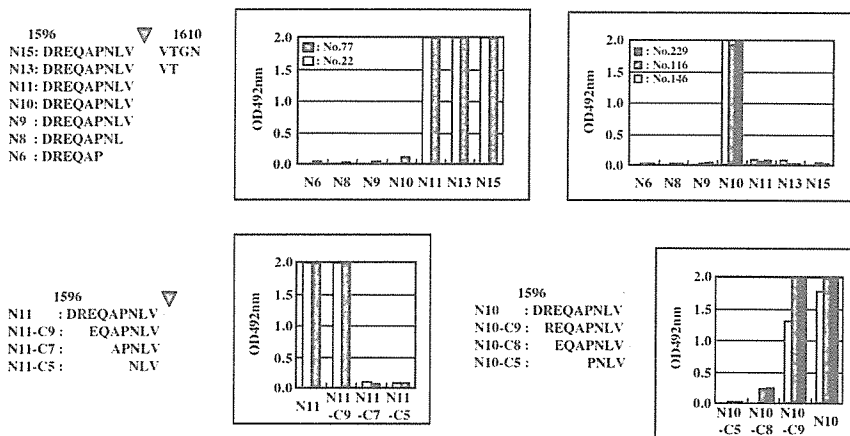 1596 1610
N15: DREQAPNLV VTGN
N13: DREQAPNLV VT
N11: DREQAPNLV
N10: DREQAPNLV
N9 : DREQAPNLV
N8 : DREQAPNL
N6 : DREQAP
OD492nm
2.0
1.5
1.0
0.5
0.0
: No.77
: No.22
N6 N8 N9 N10 N11 N13 N15
OD492nm
2.0
1.5
1.0
0.5
0.0
: No.229
: No.116
: No.146
N6 N8 N9 N10 N11 N13 N15
1596
N11 : DREQAPNLV
N11-C9 : EQAPNLV
N11-C7 : APNLV
N11-C5 : NLV
OD492nm
2.0
1.5
1.0
0.5
0.0
N11 N11 N11 N11
-C9 -C7 -C5
1596
N10 : DREQAPNLV
N10-C9 : REQAPNLV
N10-C8 : EQAPNLV
N10-C5 : PNLV
OD492nm
2.0
1.5
1.0
0.5
0.0
N10 N10 N10 N10
-C5 -C8 -C9